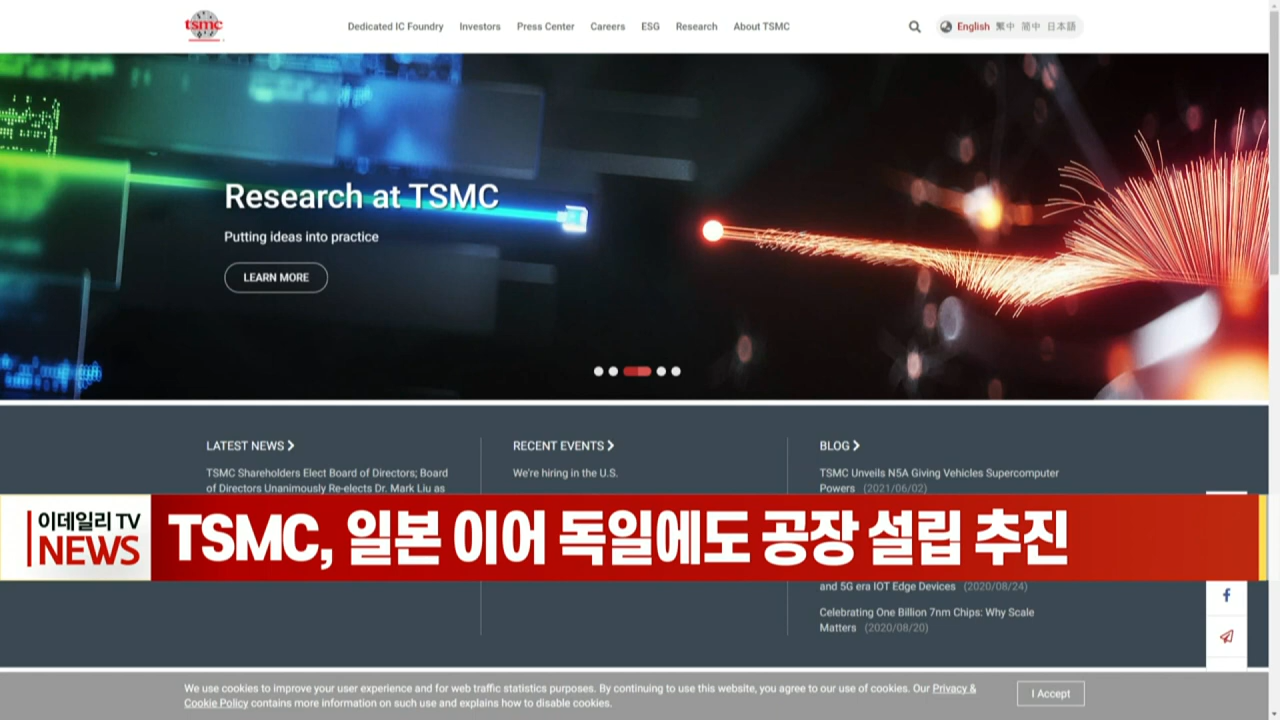 tsmc
Dedicated IC Foundry Investors Press Center Careers ESG Research About TSMC
English 繁中 简中 日本語
Research at TSMC
Putting ideas into practice
LEARN MORE
LATEST NEWS
TSMC Shareholders Elect Board of Directors; Board
of Directors Unanimously Re-elects Dr. Mark Liu as
RECENT EVENTS
We're hiring in the U.S.
BLOG
TSMC Unveils N5A Giving Vehicles Supercomputer
Powers (2021/06/02)
이데일리 TV
NEWS
TSMC, 일본 이어 독일에도 공장 설립 추진
and 5G era IOT Edge Devices (2020/08/24)
Celebrating One Billion 7nm Chips: Why Scale
Matters (2020/08/20)
We use cookies to improve your user experience and for web traffic statistics purposes. By continuing to use this website, you agree to our use of cookies. Our Privacy &
Cookie Policy contains more information on such use and explains how to disable cookies.
I Accept